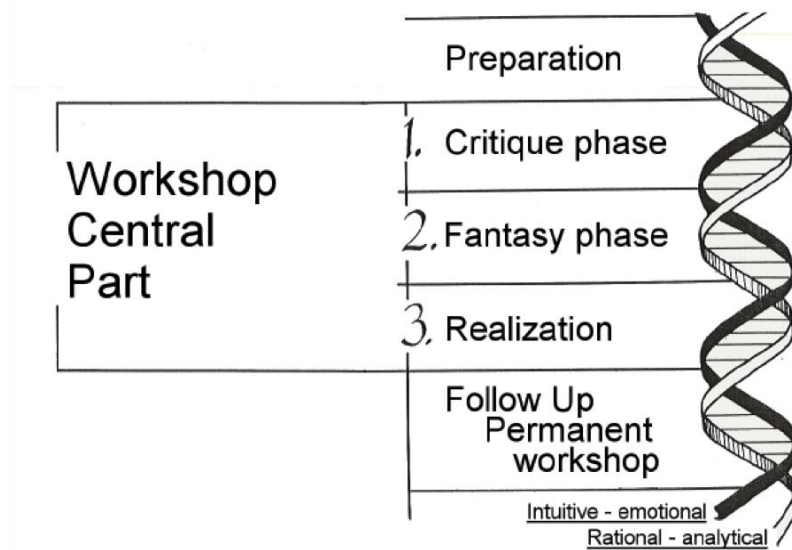 Preparation
1. Critique phase
Workshop
Central
Part
2. Fantasy phase
3. Realization
Follow Up
Permanent
workshop
Intuitive - emotional
Rational - analytical